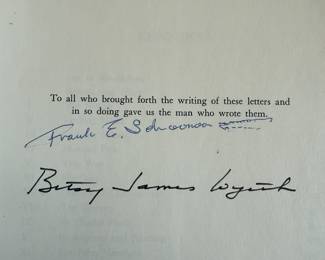 To all who brought forth the writing of these letters and
in so doing gave us the man who wrote them.
Frank E. Schoonover
Betsy James Wyeth